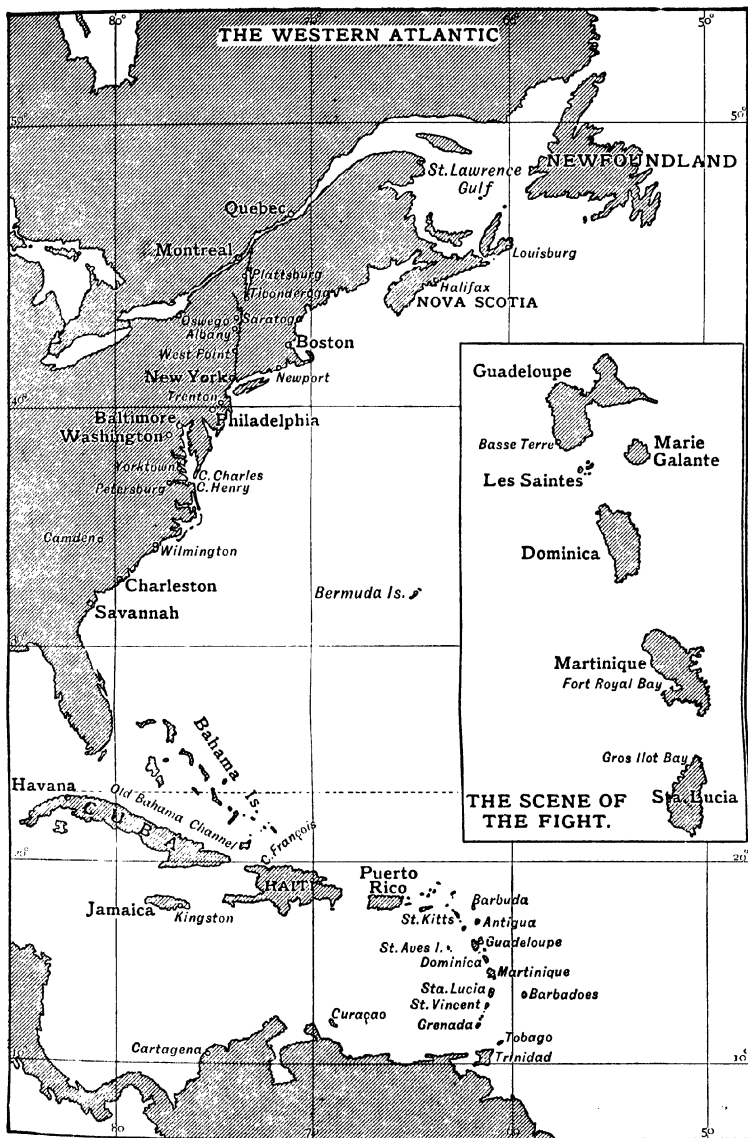 80°
60°
50°
THE WESTERN ATLANTIC
50°
50°
NEWFOUNDLAND
St. Lawrence
Gulf
Quebec
Montreal
Louisburg
Plattsburg
Ticonderoga
Halifax
NOVA SCOTIA
Oswego
Saratoga
Albany
Boston
West Point
New York
Newport
Trenton
40°
Baltimore
Philadelphia
Washington
Yorktown
C. Charles
Petersburg
C. Henry
Camden
Wilmington
Charleston
Savannah
Bermuda Is.
Guadeloupe
Basse Terre
Marie
Galante
Les Saintes
Dominica
Martinique
Fort Royal Bay
Gros Ilot Bay
Sta. Lucia
THE SCENE OF
THE FIGHT.
Bahama Is.
Havana
CUBA
Old Bahama Channel
C. François
20°
HAITI
Puerto
Rico
Jamaica
Kingston
St. Kitts
Barbuda
Antigua
St. Aves I.
Guadeloupe
Dominica
Martinique
Sta. Lucia
Barbadoes
St. Vincent
Curaçao
Grenada
Tobago
Cartagena
Trinidad
10°
80
70
60
50°